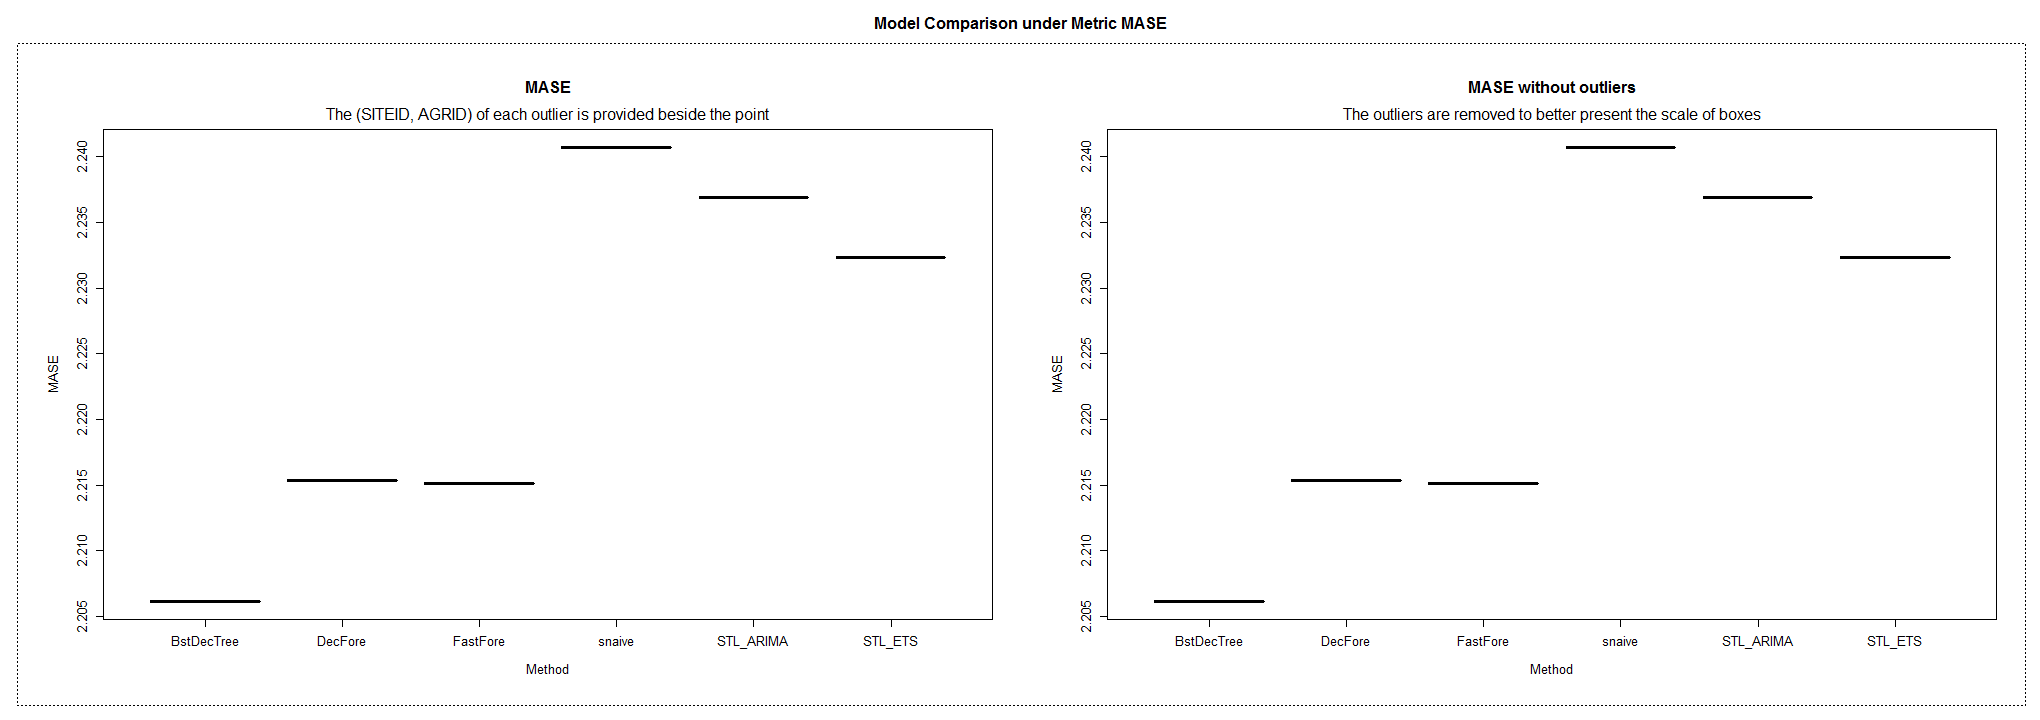 Model Comparison under Metric MASE
MASE
The (SITEID, AGRID) of each outlier is provided beside the point
2.240
2.235
2.230
2.225
2.220
2.215
2.210
2.205
MASE
BstDecTree DecFore FastFore snaive STL_ARIMA STL_ETS
Method
MASE without outliers
The outliers are removed to better present the scale of boxes
2.240
2.235
2.230
2.225
2.220
2.215
2.210
2.205
MASE
BstDecTree DecFore FastFore snaive STL_ARIMA STL_ETS
Method